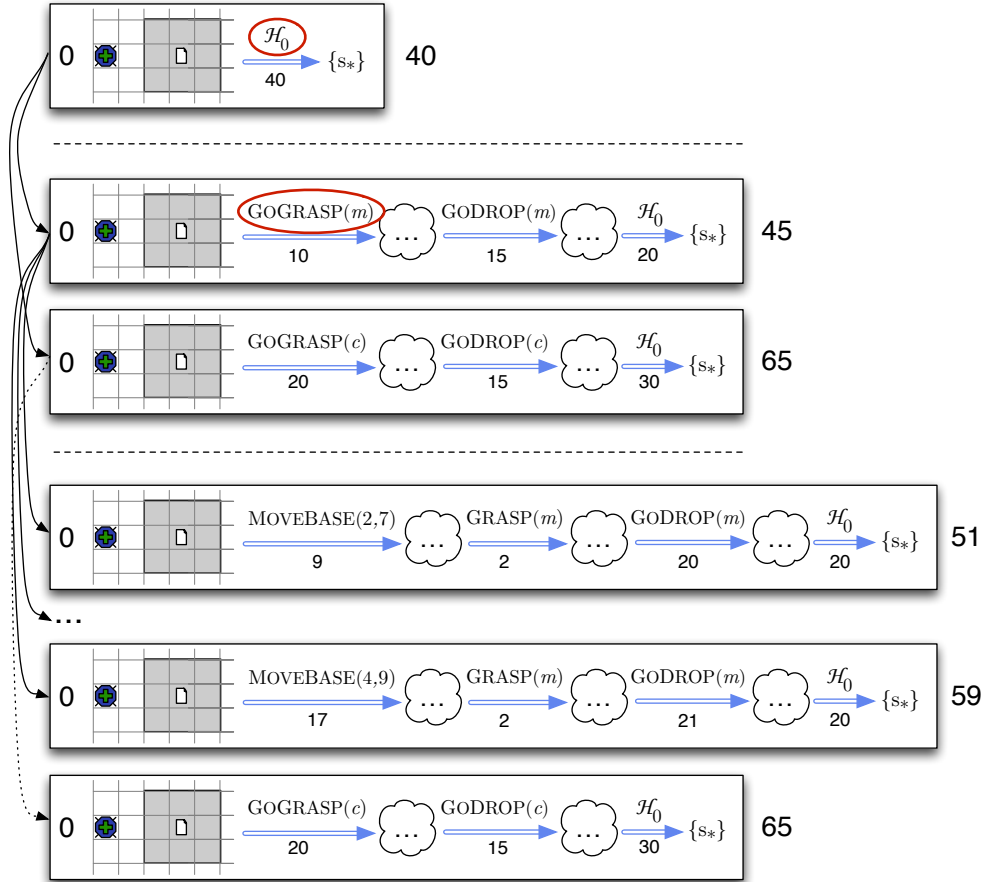 0 ℋ₀ 40 {s*} 40
0 GOGRASP(m) 10 ... GODROP(m) 15 ... ℋ₀ 20 {s*} 45
0 GOGRASP(c) 20 ... GODROP(c) 15 ... ℋ₀ 30 {s*} 65
0 MOVEBASE(2,7) 9 ... GRASP(m) 2 ... GODROP(m) 20 ... ℋ₀ 20 {s*} 51
...
0 MOVEBASE(4,9) 17 ... GRASP(m) 2 ... GODROP(m) 21 ... ℋ₀ 20 {s*} 59
0 GOGRASP(c) 20 ... GODROP(c) 15 ... ℋ₀ 30 {s*} 65